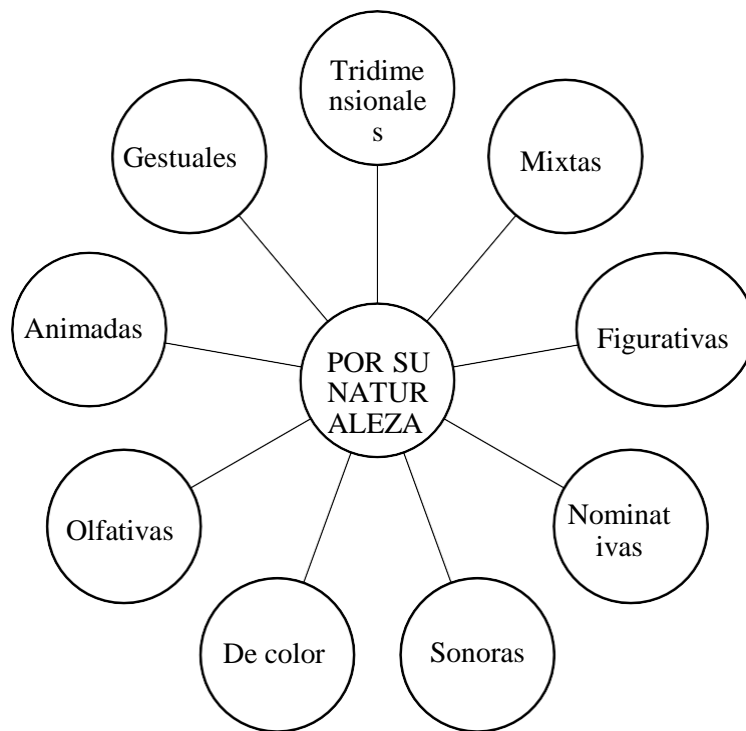 Tridime
nsionale
s
Gestuales
Mixtas
Animadas
Figurativas
POR SU
NATUR
ALEZA
Olfativas
Nominat
ivas
De color
Sonoras